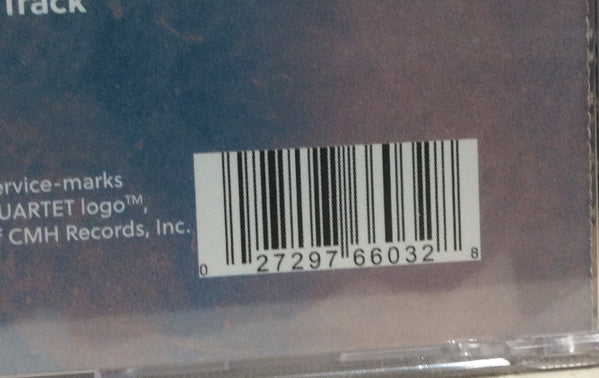 Track
ervice-marks
UARTET logo™,
f CMH Records, Inc.
0 27297 66032 8